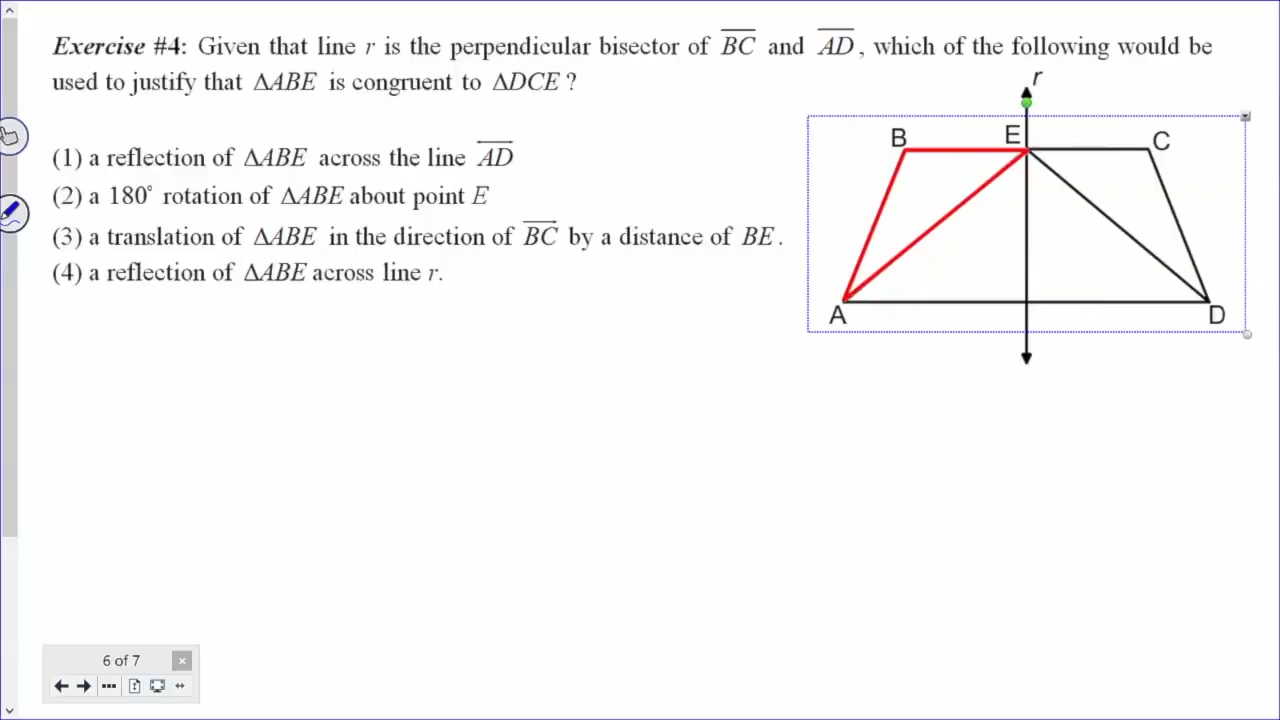 Exercise #4: Given that line r is the perpendicular bisector of BC and AD, which of the following would be
used to justify that ΔABE is congruent to ΔDCE?
r
B E C
(1) a reflection of ΔABE across the line AD
(2) a 180° rotation of ΔABE about point E
(3) a translation of ΔABE in the direction of BC by a distance of BE.
(4) a reflection of ΔABE across line r.
A D
6 of 7